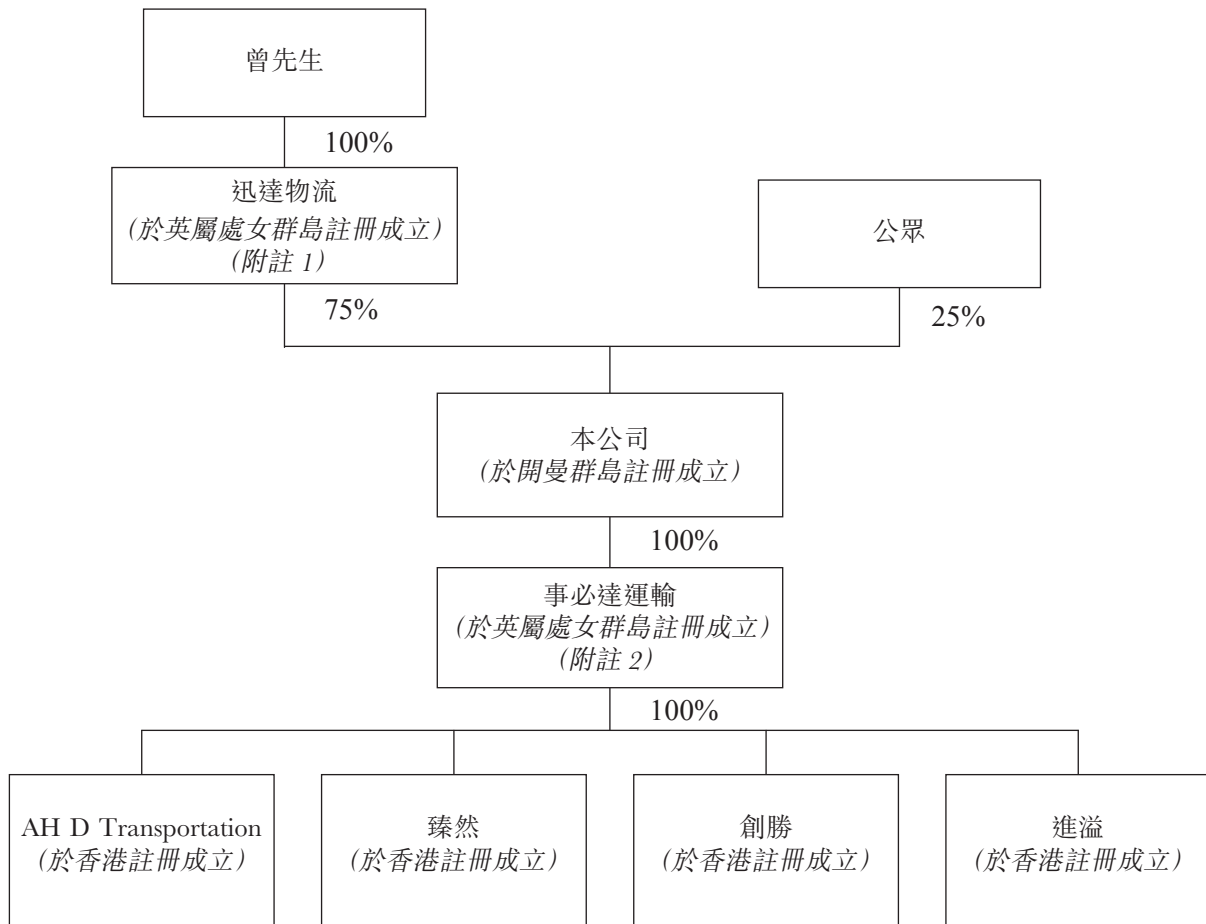 曾先生
100%
迅達物流
(於英屬處女群島註冊成立)
(附註 1)
公眾
75%
25%
本公司
(於開曼群島註冊成立)
100%
事必達運輸
(於英屬處女群島註冊成立)
(附註 2)
100%
AH D Transportation
(於香港註冊成立)
臻然
(於香港註冊成立)
創勝
(於香港註冊成立)
進溢
(於香港註冊成立)